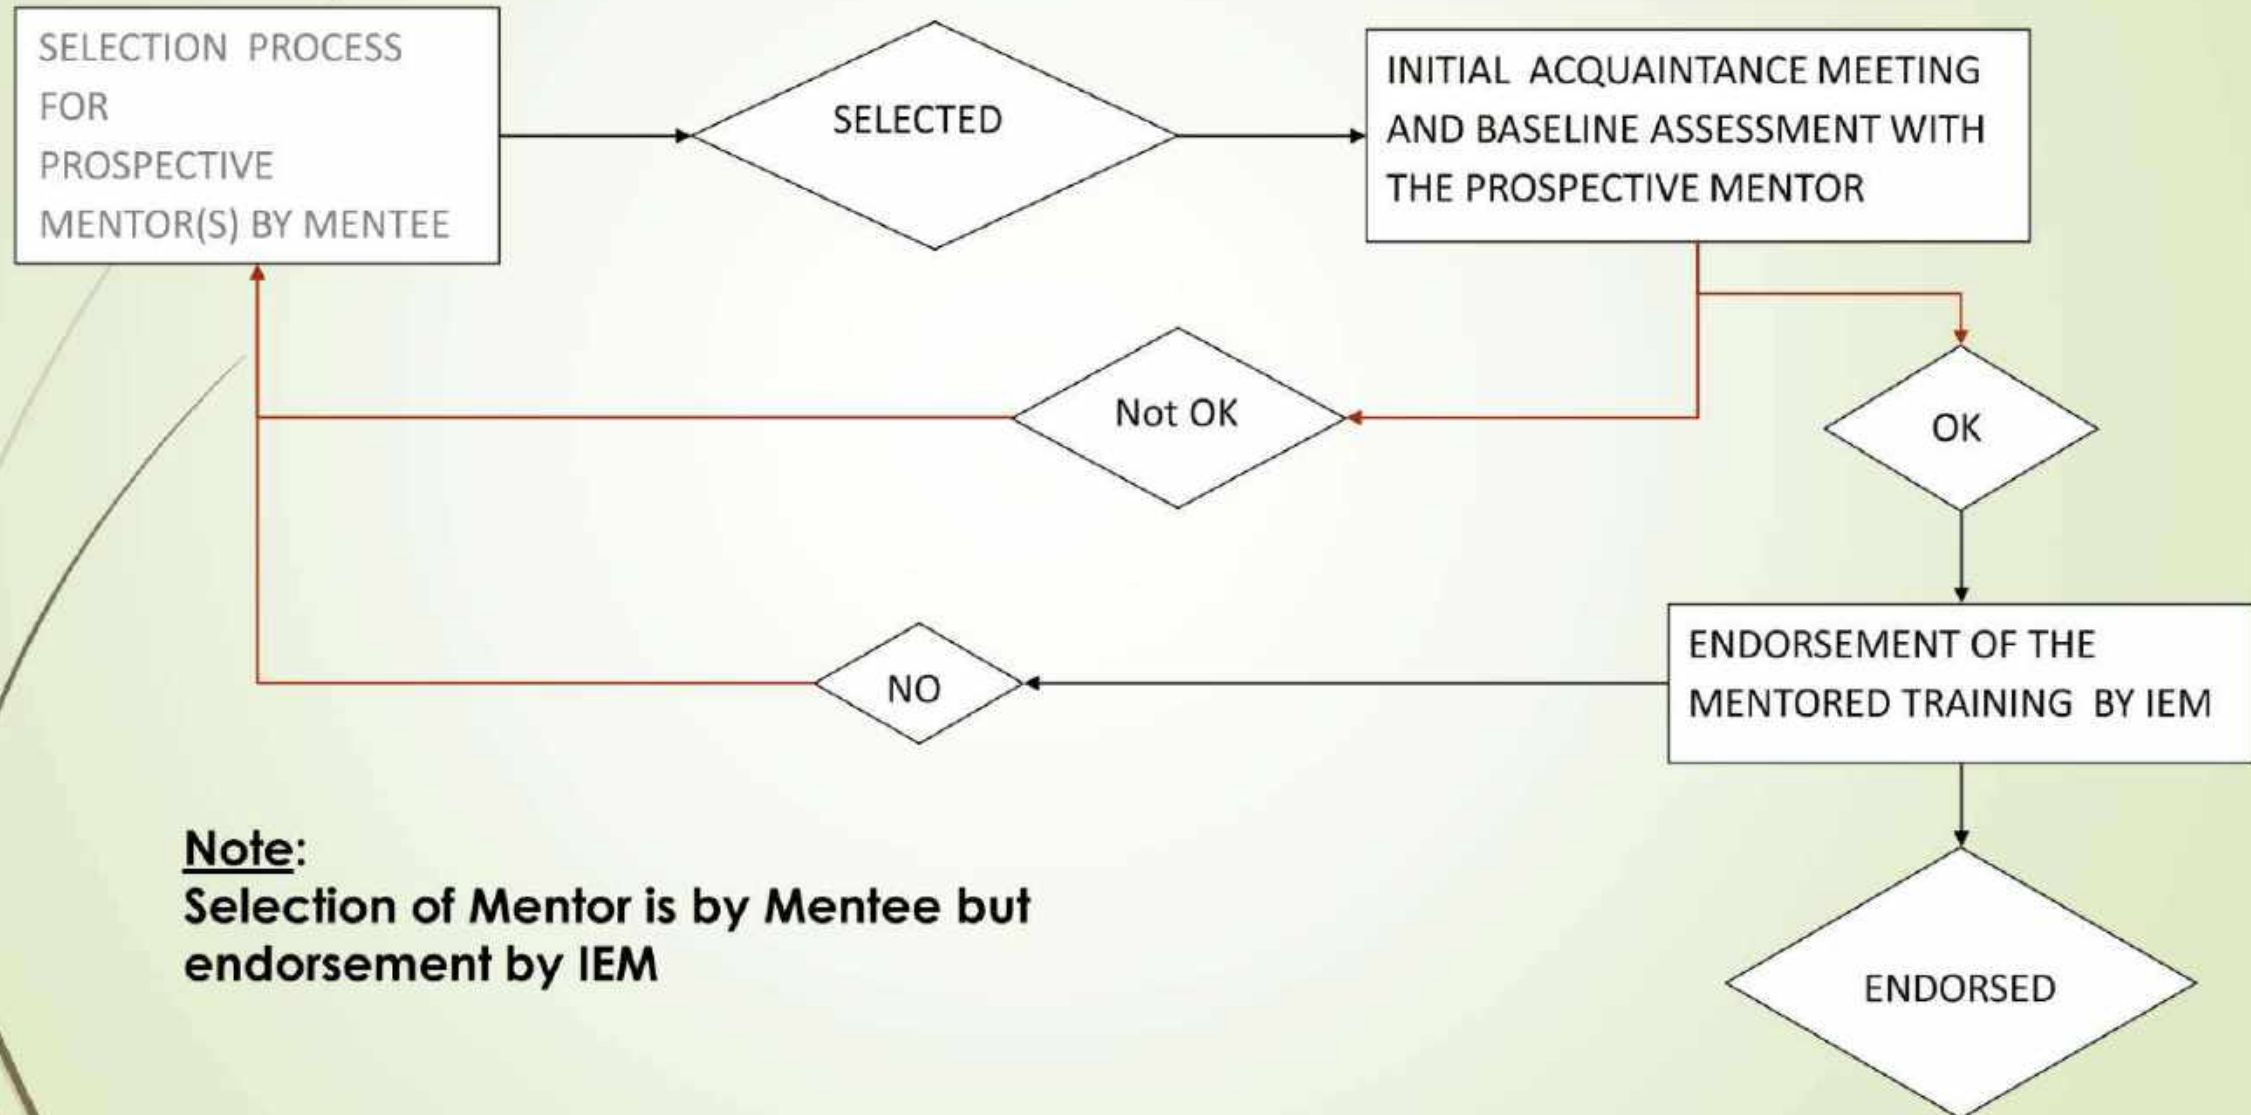 SELECTION PROCESS
FOR
PROSPECTIVE
MENTOR(S) BY MENTEE
SELECTED
INITIAL ACQUAINTANCE MEETING
AND BASELINE ASSESSMENT WITH
THE PROSPECTIVE MENTOR
Not OK
OK
ENDORSEMENT OF THE
MENTORED TRAINING BY IEM
NO
ENDORSED
Note:
Selection of Mentor is by Mentee but
endorsement by IEM